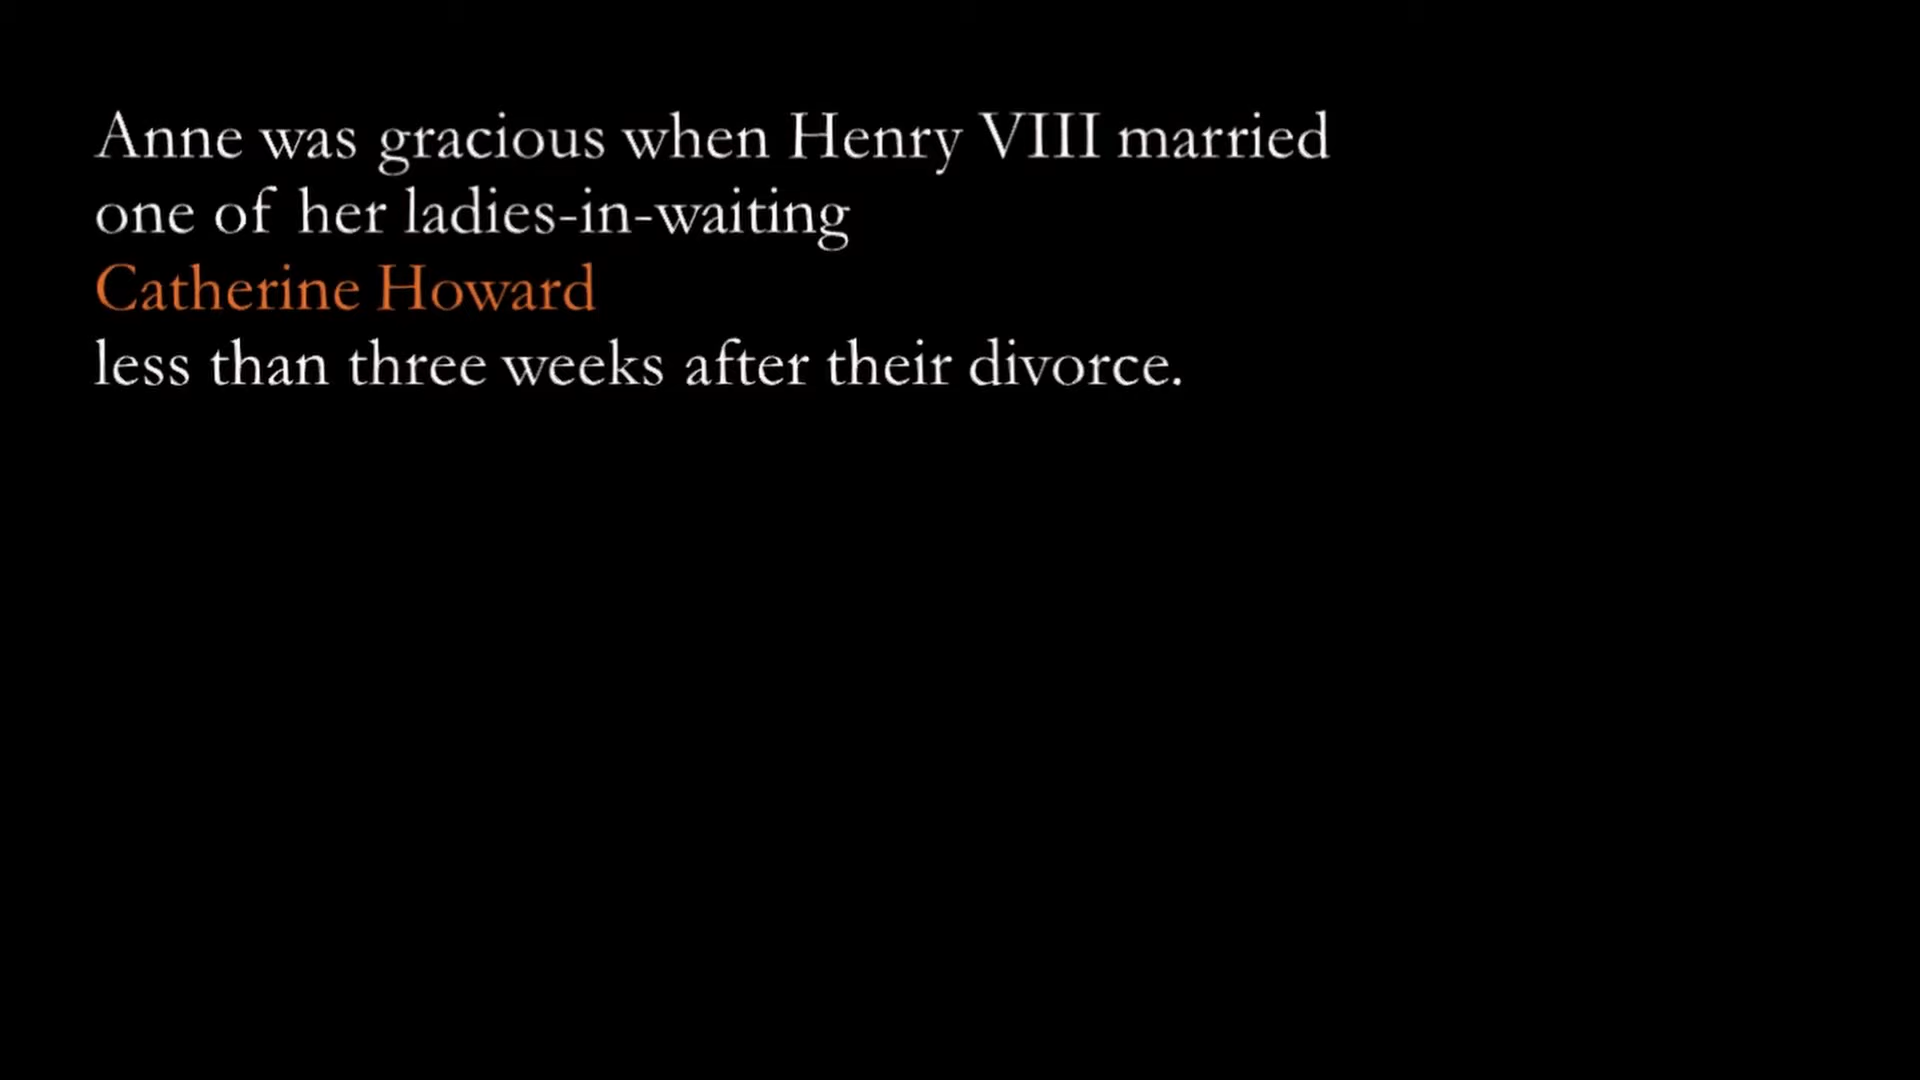 Anne was gracious when Henry VIII married
one of her ladies-in-waiting
Catherine Howard
less than three weeks after their divorce.